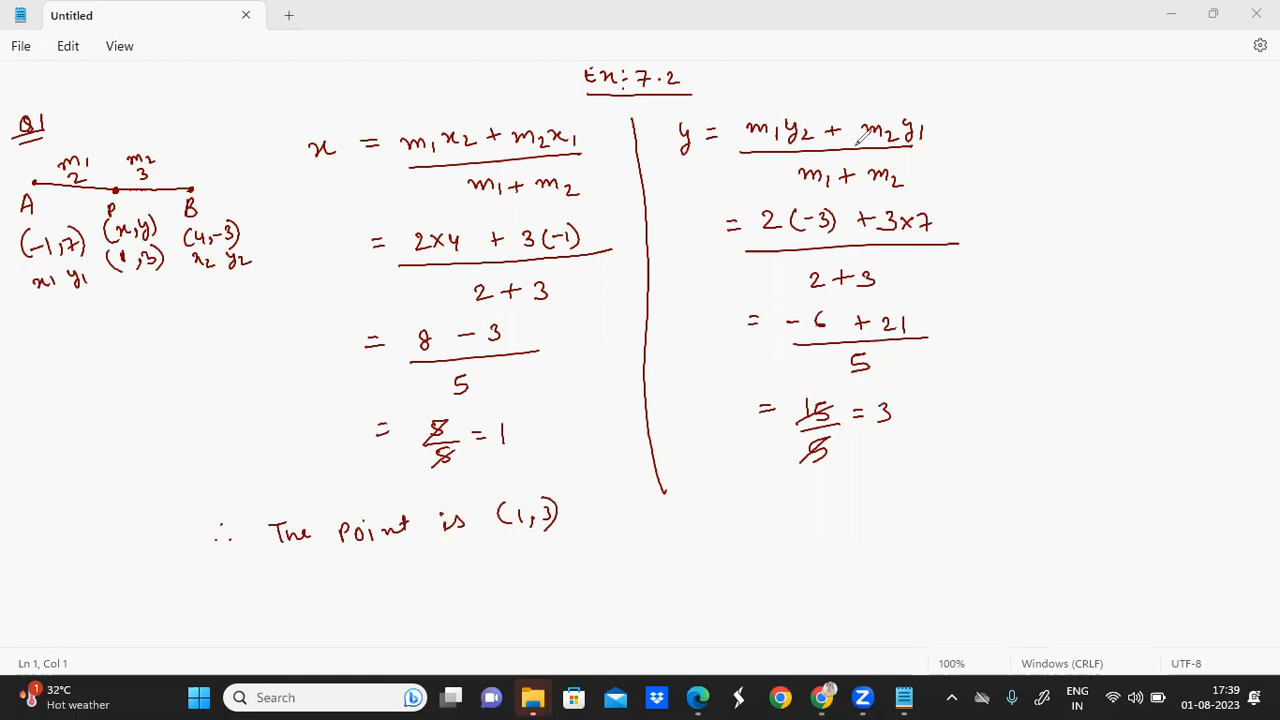 Untitled
File Edit View
Ex:- 7.2
Q1
m1 m2
2 3
A P B
(-1,7) (x,y) (4,-3)
x1 y1 (1,3) x2 y2
x = m1x2 + m2x1
m1 + m2
= 2×4 + 3(-1)
2 + 3
= 8 - 3
5
= 5/5 = 1
y = m1y2 + m2y1
m1 + m2
= 2(-3) + 3×7
2 + 3
= -6 + 21
5
= 15/5 = 3
∴ The Point is (1,3)
Ln 1, Col 1 100% Windows (CRLF) UTF-8
1
32°C
Hot weather
Search
ENG
IN
17:39
01-08-2023